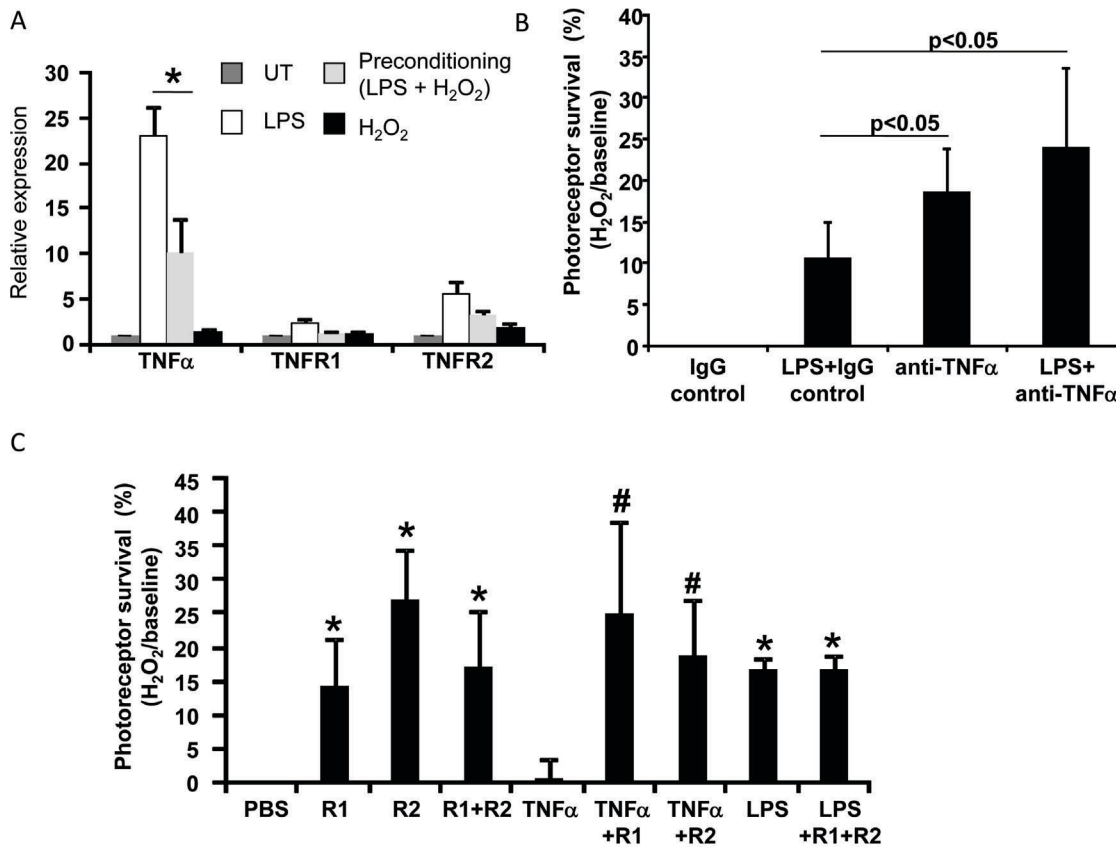 A
Relative expression
30
25
20
15
10
5
0
*
UT
Preconditioning
(LPS + H₂O₂)
LPS
H₂O₂
TNFα TNFR1 TNFR2
B
Photoreceptor survival (%)
(H₂O₂/baseline)
40
35
30
25
20
15
10
5
0
p<0.05
p<0.05
IgG
control
LPS+IgG
control
anti-TNFα
LPS+
anti-TNFα
C
Photoreceptor survival (%)
(H₂O₂/baseline)
45
40
35
30
25
20
15
10
5
0
* * * # # * *
PBS R1 R2 R1+R2 TNFα
TNFα
+R1
TNFα
+R2
LPS
LPS
+R1+R2